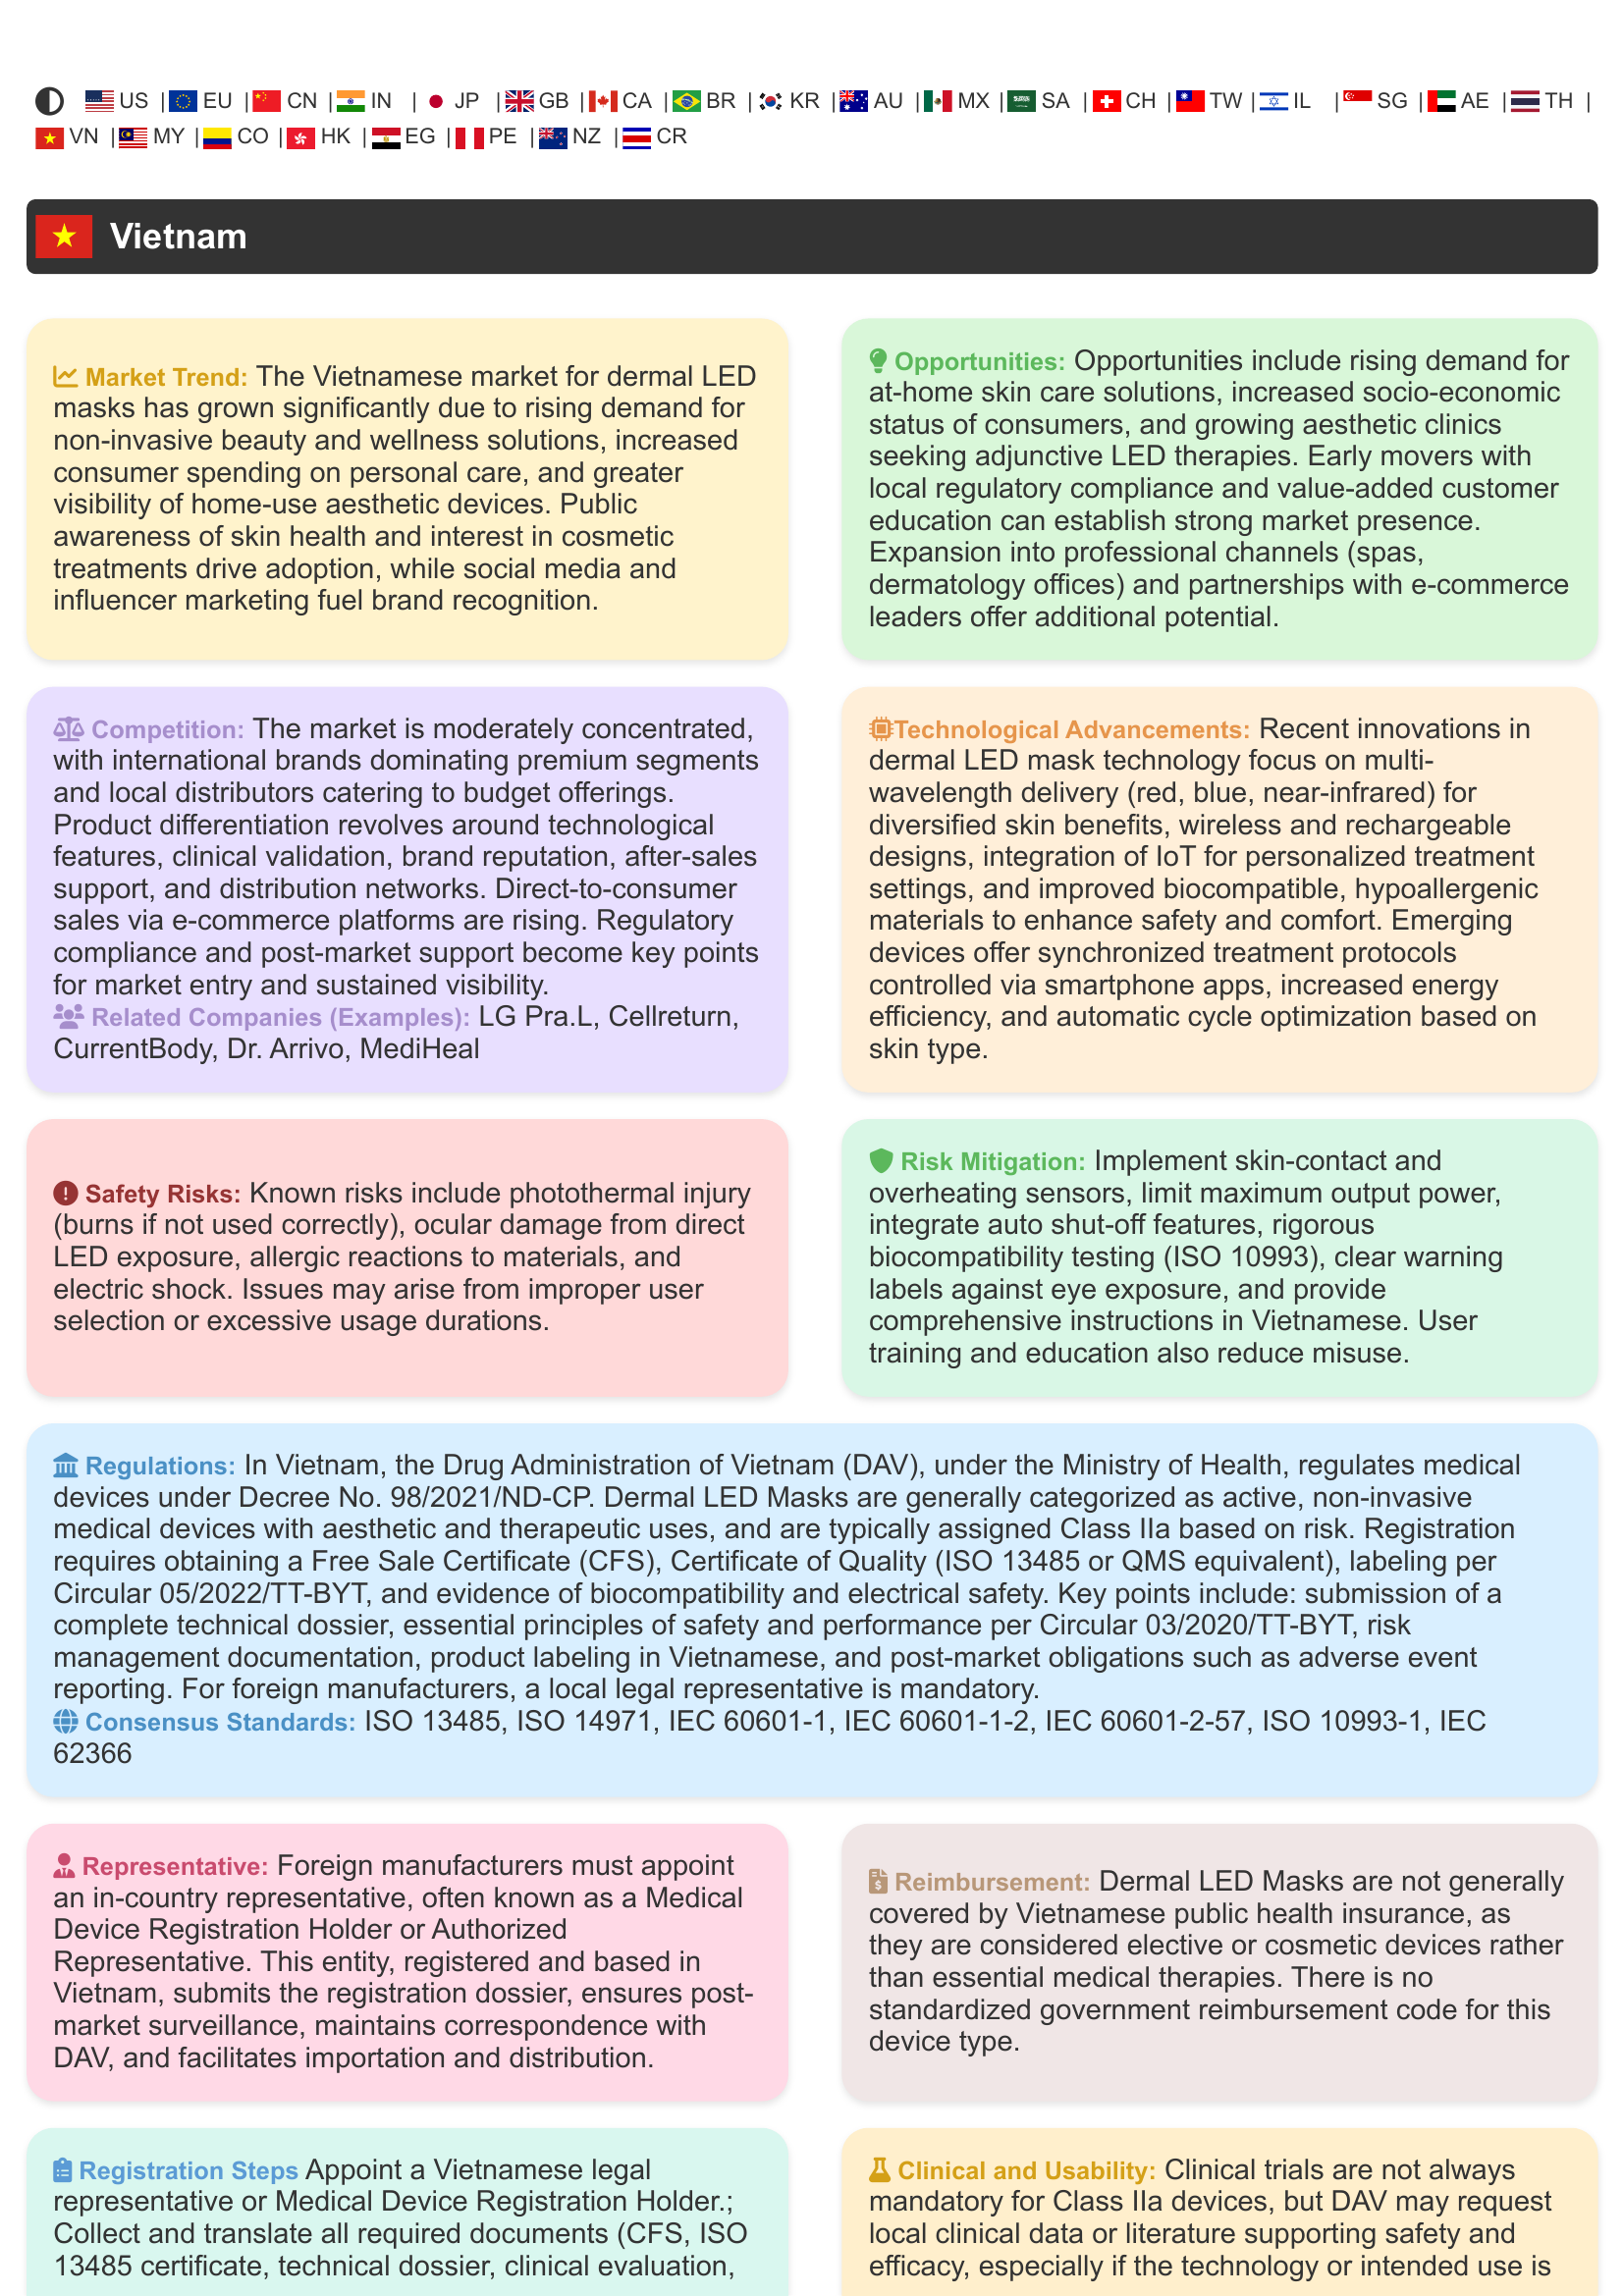 US | EU | CN | IN | JP | GB | CA | BR | KR | AU | MX | SA | CH | TW | IL | SG | AE | TH |
VN | MY | CO | HK | EG | PE | NZ | CR
Vietnam
Market Trend: The Vietnamese market for dermal LED
masks has grown significantly due to rising demand for
non-invasive beauty and wellness solutions, increased
consumer spending on personal care, and greater
visibility of home-use aesthetic devices. Public
awareness of skin health and interest in cosmetic
treatments drive adoption, while social media and
influencer marketing fuel brand recognition.
Opportunities: Opportunities include rising demand for
at-home skin care solutions, increased socio-economic
status of consumers, and growing aesthetic clinics
seeking adjunctive LED therapies. Early movers with
local regulatory compliance and value-added customer
education can establish strong market presence.
Expansion into professional channels (spas,
dermatology offices) and partnerships with e-commerce
leaders offer additional potential.
Competition: The market is moderately concentrated,
with international brands dominating premium segments
and local distributors catering to budget offerings.
Product differentiation revolves around technological
features, clinical validation, brand reputation, after-sales
support, and distribution networks. Direct-to-consumer
sales via e-commerce platforms are rising. Regulatory
compliance and post-market support become key points
for market entry and sustained visibility.
Related Companies (Examples): LG Pra.L, Cellreturn,
CurrentBody, Dr. Arrivo, MediHeal
Technological Advancements: Recent innovations in
dermal LED mask technology focus on multi-
wavelength delivery (red, blue, near-infrared) for
diversified skin benefits, wireless and rechargeable
designs, integration of IoT for personalized treatment
settings, and improved biocompatible, hypoallergenic
materials to enhance safety and comfort. Emerging
devices offer synchronized treatment protocols
controlled via smartphone apps, increased energy
efficiency, and automatic cycle optimization based on
skin type.
Safety Risks: Known risks include photothermal injury
(burns if not used correctly), ocular damage from direct
LED exposure, allergic reactions to materials, and
electric shock. Issues may arise from improper user
selection or excessive usage durations.
Risk Mitigation: Implement skin-contact and
overheating sensors, limit maximum output power,
integrate auto shut-off features, rigorous
biocompatibility testing (ISO 10993), clear warning
labels against eye exposure, and provide
comprehensive instructions in Vietnamese. User
training and education also reduce misuse.
Regulations: In Vietnam, the Drug Administration of Vietnam (DAV), under the Ministry of Health, regulates medical
devices under Decree No. 98/2021/ND-CP. Dermal LED Masks are generally categorized as active, non-invasive
medical devices with aesthetic and therapeutic uses, and are typically assigned Class IIa based on risk. Registration
requires obtaining a Free Sale Certificate (CFS), Certificate of Quality (ISO 13485 or QMS equivalent), labeling per
Circular 05/2022/TT-BYT, and evidence of biocompatibility and electrical safety. Key points include: submission of a
complete technical dossier, essential principles of safety and performance per Circular 03/2020/TT-BYT, risk
management documentation, product labeling in Vietnamese, and post-market obligations such as adverse event
reporting. For foreign manufacturers, a local legal representative is mandatory.
Consensus Standards: ISO 13485, ISO 14971, IEC 60601-1, IEC 60601-1-2, IEC 60601-2-57, ISO 10993-1, IEC
62366
Representative: Foreign manufacturers must appoint
an in-country representative, often known as a Medical
Device Registration Holder or Authorized
Representative. This entity, registered and based in
Vietnam, submits the registration dossier, ensures post-
market surveillance, maintains correspondence with
DAV, and facilitates importation and distribution.
Reimbursement: Dermal LED Masks are not generally
covered by Vietnamese public health insurance, as
they are considered elective or cosmetic devices rather
than essential medical therapies. There is no
standardized government reimbursement code for this
device type.
Registration Steps Appoint a Vietnamese legal
representative or Medical Device Registration Holder.;
Collect and translate all required documents (CFS, ISO
13485 certificate, technical dossier, clinical evaluation,
Clinical and Usability: Clinical trials are not always
mandatory for Class IIa devices, but DAV may request
local clinical data or literature supporting safety and
efficacy, especially if the technology or intended use is